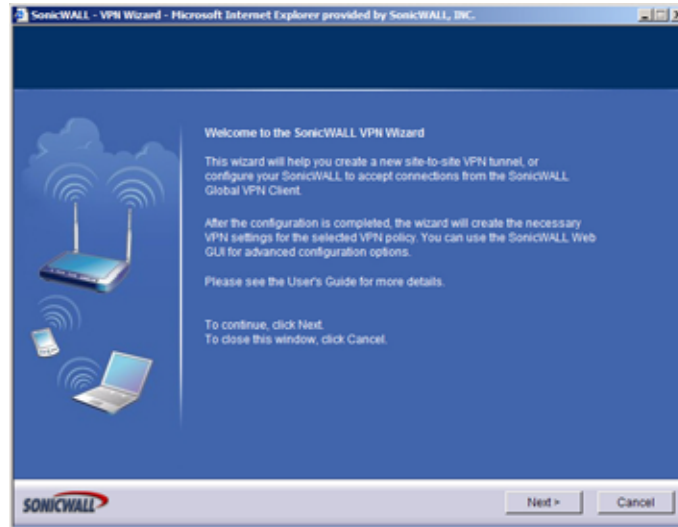 SonicWALL - VPN Wizard - Microsoft Internet Explorer provided by SonicWALL, INC.
Welcome to the SonicWALL VPN Wizard
This wizard will help you create a new site-to-site VPN tunnel, or
configure your SonicWALL to accept connections from the SonicWALL
Global VPN Client.
After the configuration is completed, the wizard will create the necessary
VPN settings for the selected VPN policy. You can use the SonicWALL Web
GUI for advanced configuration options.
Please see the User's Guide for more details.
To continue, click Next.
To close this window, click Cancel.
SONICWALL
Next >
Cancel